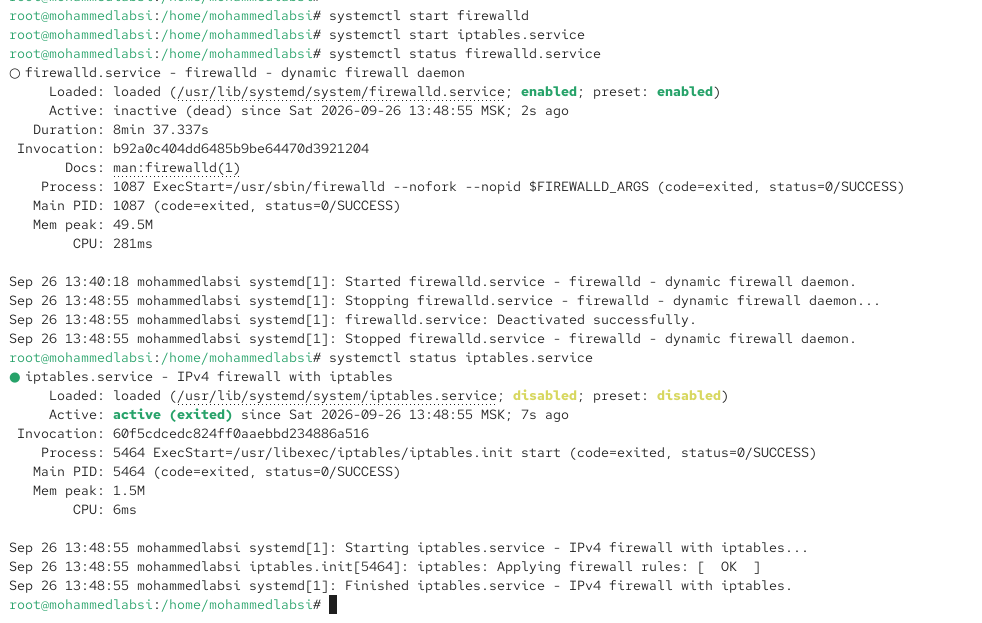 root@mohammedlabsi:/home/mohammedlabsi# systemctl start firewalld
root@mohammedlabsi:/home/mohammedlabsi# systemctl start iptables.service
root@mohammedlabsi:/home/mohammedlabsi# systemctl status firewalld.service
○ firewalld.service - firewalld - dynamic firewall daemon
     Loaded: loaded (/usr/lib/systemd/system/firewalld.service; enabled; preset: enabled)
     Active: inactive (dead) since Sat 2026-09-26 13:48:55 MSK; 2s ago
   Duration: 8min 37.337s
 Invocation: b92a0c404dd6485b9be64470d3921204
       Docs: man:firewalld(1)
    Process: 1087 ExecStart=/usr/sbin/firewalld --nofork --nopid $FIREWALLD_ARGS (code=exited, status=0/SUCCESS)
   Main PID: 1087 (code=exited, status=0/SUCCESS)
   Mem peak: 49.5M
        CPU: 281ms

Sep 26 13:40:18 mohammedlabsi systemd[1]: Started firewalld.service - firewalld - dynamic firewall daemon.
Sep 26 13:48:55 mohammedlabsi systemd[1]: Stopping firewalld.service - firewalld - dynamic firewall daemon...
Sep 26 13:48:55 mohammedlabsi systemd[1]: firewalld.service: Deactivated successfully.
Sep 26 13:48:55 mohammedlabsi systemd[1]: Stopped firewalld.service - firewalld - dynamic firewall daemon.
root@mohammedlabsi:/home/mohammedlabsi# systemctl status iptables.service
● iptables.service - IPv4 firewall with iptables
     Loaded: loaded (/usr/lib/systemd/system/iptables.service; disabled; preset: disabled)
     Active: active (exited) since Sat 2026-09-26 13:48:55 MSK; 7s ago
 Invocation: 60f5cdcedc824ff0aaebbd234886a516
    Process: 5464 ExecStart=/usr/libexec/iptables/iptables.init start (code=exited, status=0/SUCCESS)
   Main PID: 5464 (code=exited, status=0/SUCCESS)
   Mem peak: 1.5M
        CPU: 6ms

Sep 26 13:48:55 mohammedlabsi systemd[1]: Starting iptables.service - IPv4 firewall with iptables...
Sep 26 13:48:55 mohammedlabsi iptables.init[5464]: iptables: Applying firewall rules: [  OK  ]
Sep 26 13:48:55 mohammedlabsi systemd[1]: Finished iptables.service - IPv4 firewall with iptables.
root@mohammedlabsi:/home/mohammedlabsi#